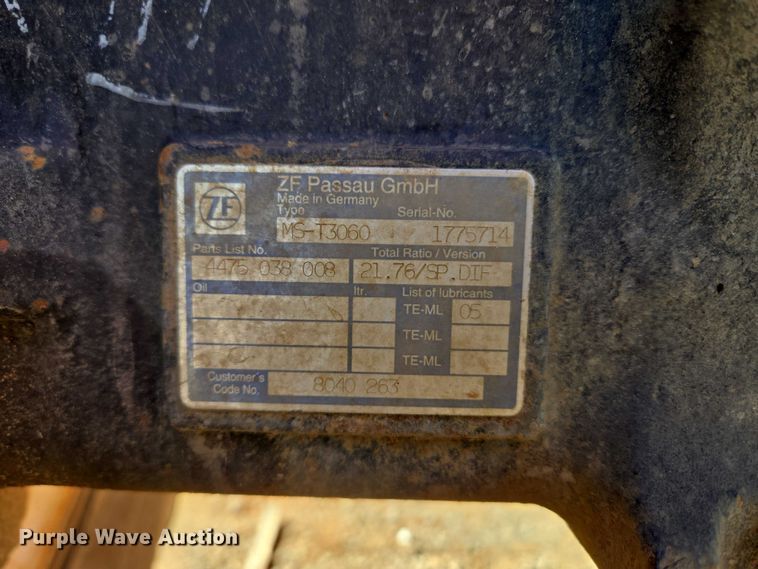 ZF
ZF Passau GmbH
Made in Germany
Type Serial-No.
MS-T3060 1775714
Parts List No. Total Ratio / Version
4475 038 008 21.76/SP.DIF
Oil ltr. List of lubricants
TE-ML 05
TE-ML
TE-ML
Customer's
Code No. 8040 263
Purple Wave Auction